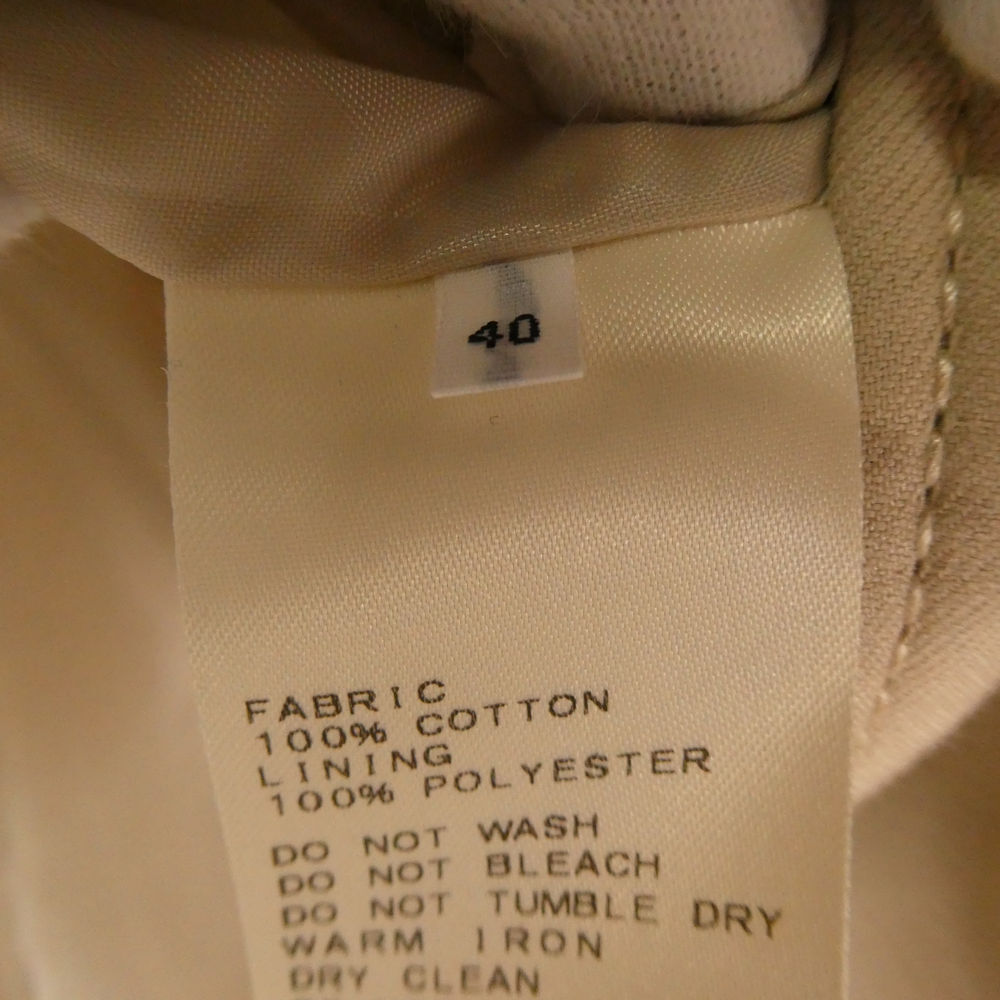 40
FABRIC
100% COTTON
LINING
100% POLYESTER
DO NOT WASH
DO NOT BLEACH
DO NOT TUMBLE DRY
WARM IRON
DRY CLEAN